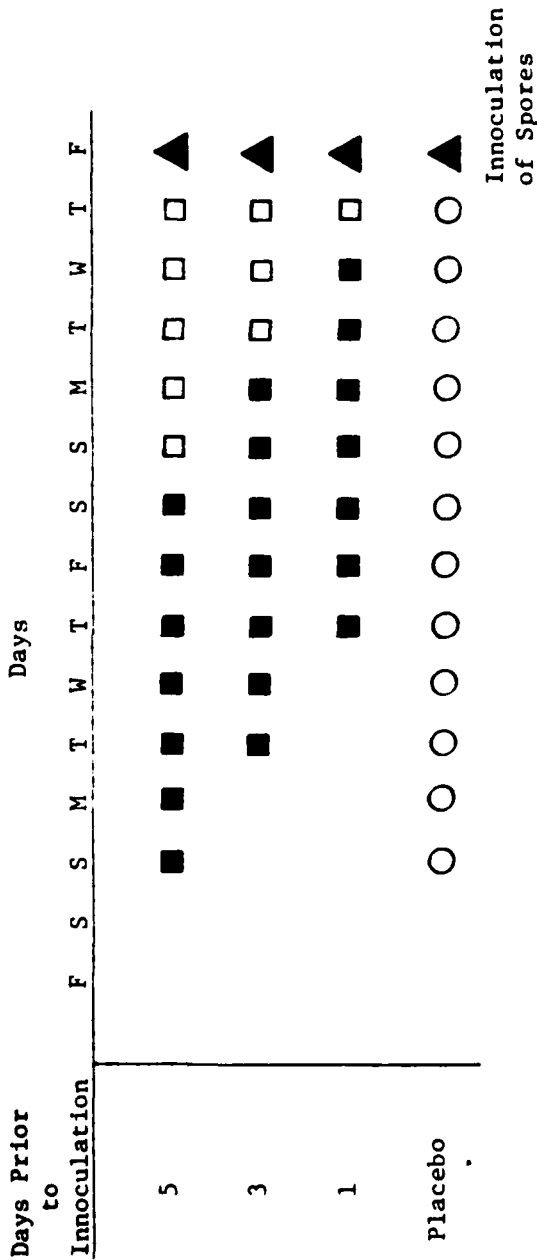 Days
Days Prior
to
Innoculation
F S S M T W T F S S M T W T F
5
3
1
Placebo
Innoculation
of Spores